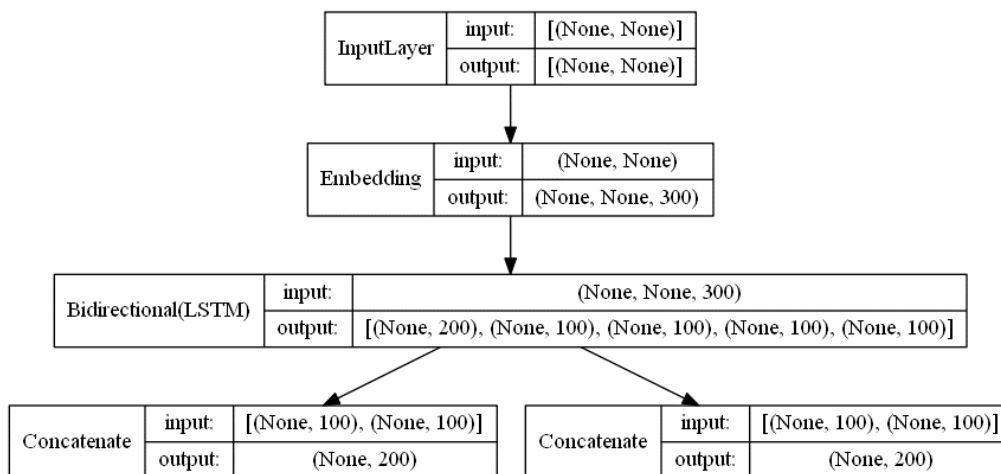 InputLayer
input: [(None, None)]
output: [(None, None)]
Embedding
input: (None, None)
output: (None, None, 300)
Bidirectional(LSTM)
input: (None, None, 300)
output: [(None, 200), (None, 100), (None, 100), (None, 100), (None, 100)]
Concatenate
input: [(None, 100), (None, 100)]
output: (None, 200)
Concatenate
input: [(None, 100), (None, 100)]
output: (None, 200)